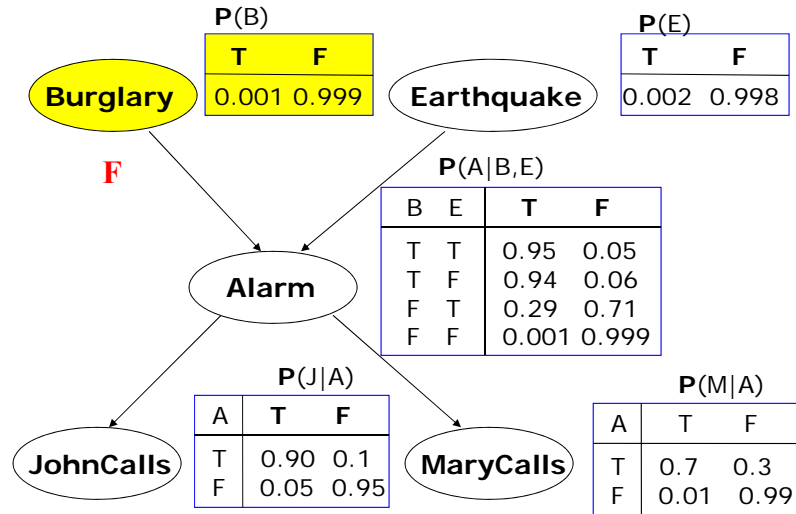 P(B)
T F
0.001 0.999
Burglary
P(E)
T F
0.002 0.998
Earthquake
F
P(A|B,E)
B E T F
T T 0.95 0.05
T F 0.94 0.06
F T 0.29 0.71
F F 0.001 0.999
Alarm
P(J|A)
A T F
T 0.90 0.1
F 0.05 0.95
JohnCalls
P(M|A)
A T F
T 0.7 0.3
F 0.01 0.99
MaryCalls